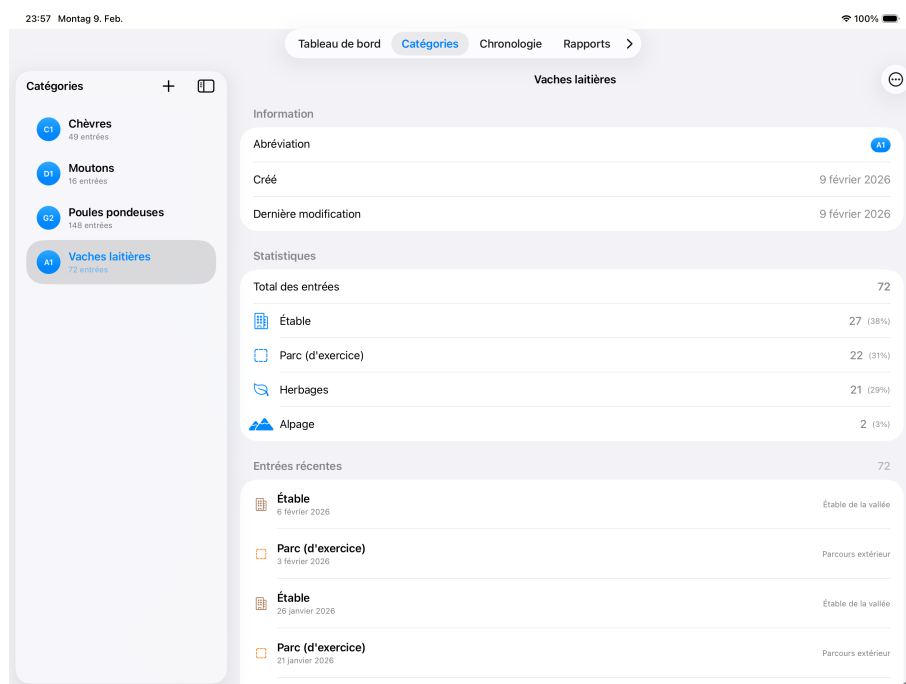 23:57 Montag 9. Feb.
100%
Tableau de bord Catégories Chronologie Rapports
Catégories
C1
Chèvres
49 entrées
D1
Moutons
16 entrées
G2
Poules pondeuses
148 entrées
A1
Vaches laitières
72 entrées
Vaches laitières
Information
Abréviation A1
Créé 9 février 2026
Dernière modification 9 février 2026
Statistiques
Total des entrées 72
Étable 27 (38%)
Parc (d'exercice) 22 (31%)
Herbages 21 (29%)
Alpage 2 (3%)
Entrées récentes 72
Étable
6 février 2026
Étable de la vallée
Parc (d'exercice)
3 février 2026
Parcours extérieur
Étable
26 janvier 2026
Étable de la vallée
Parc (d'exercice)
21 janvier 2026
Parcours extérieur